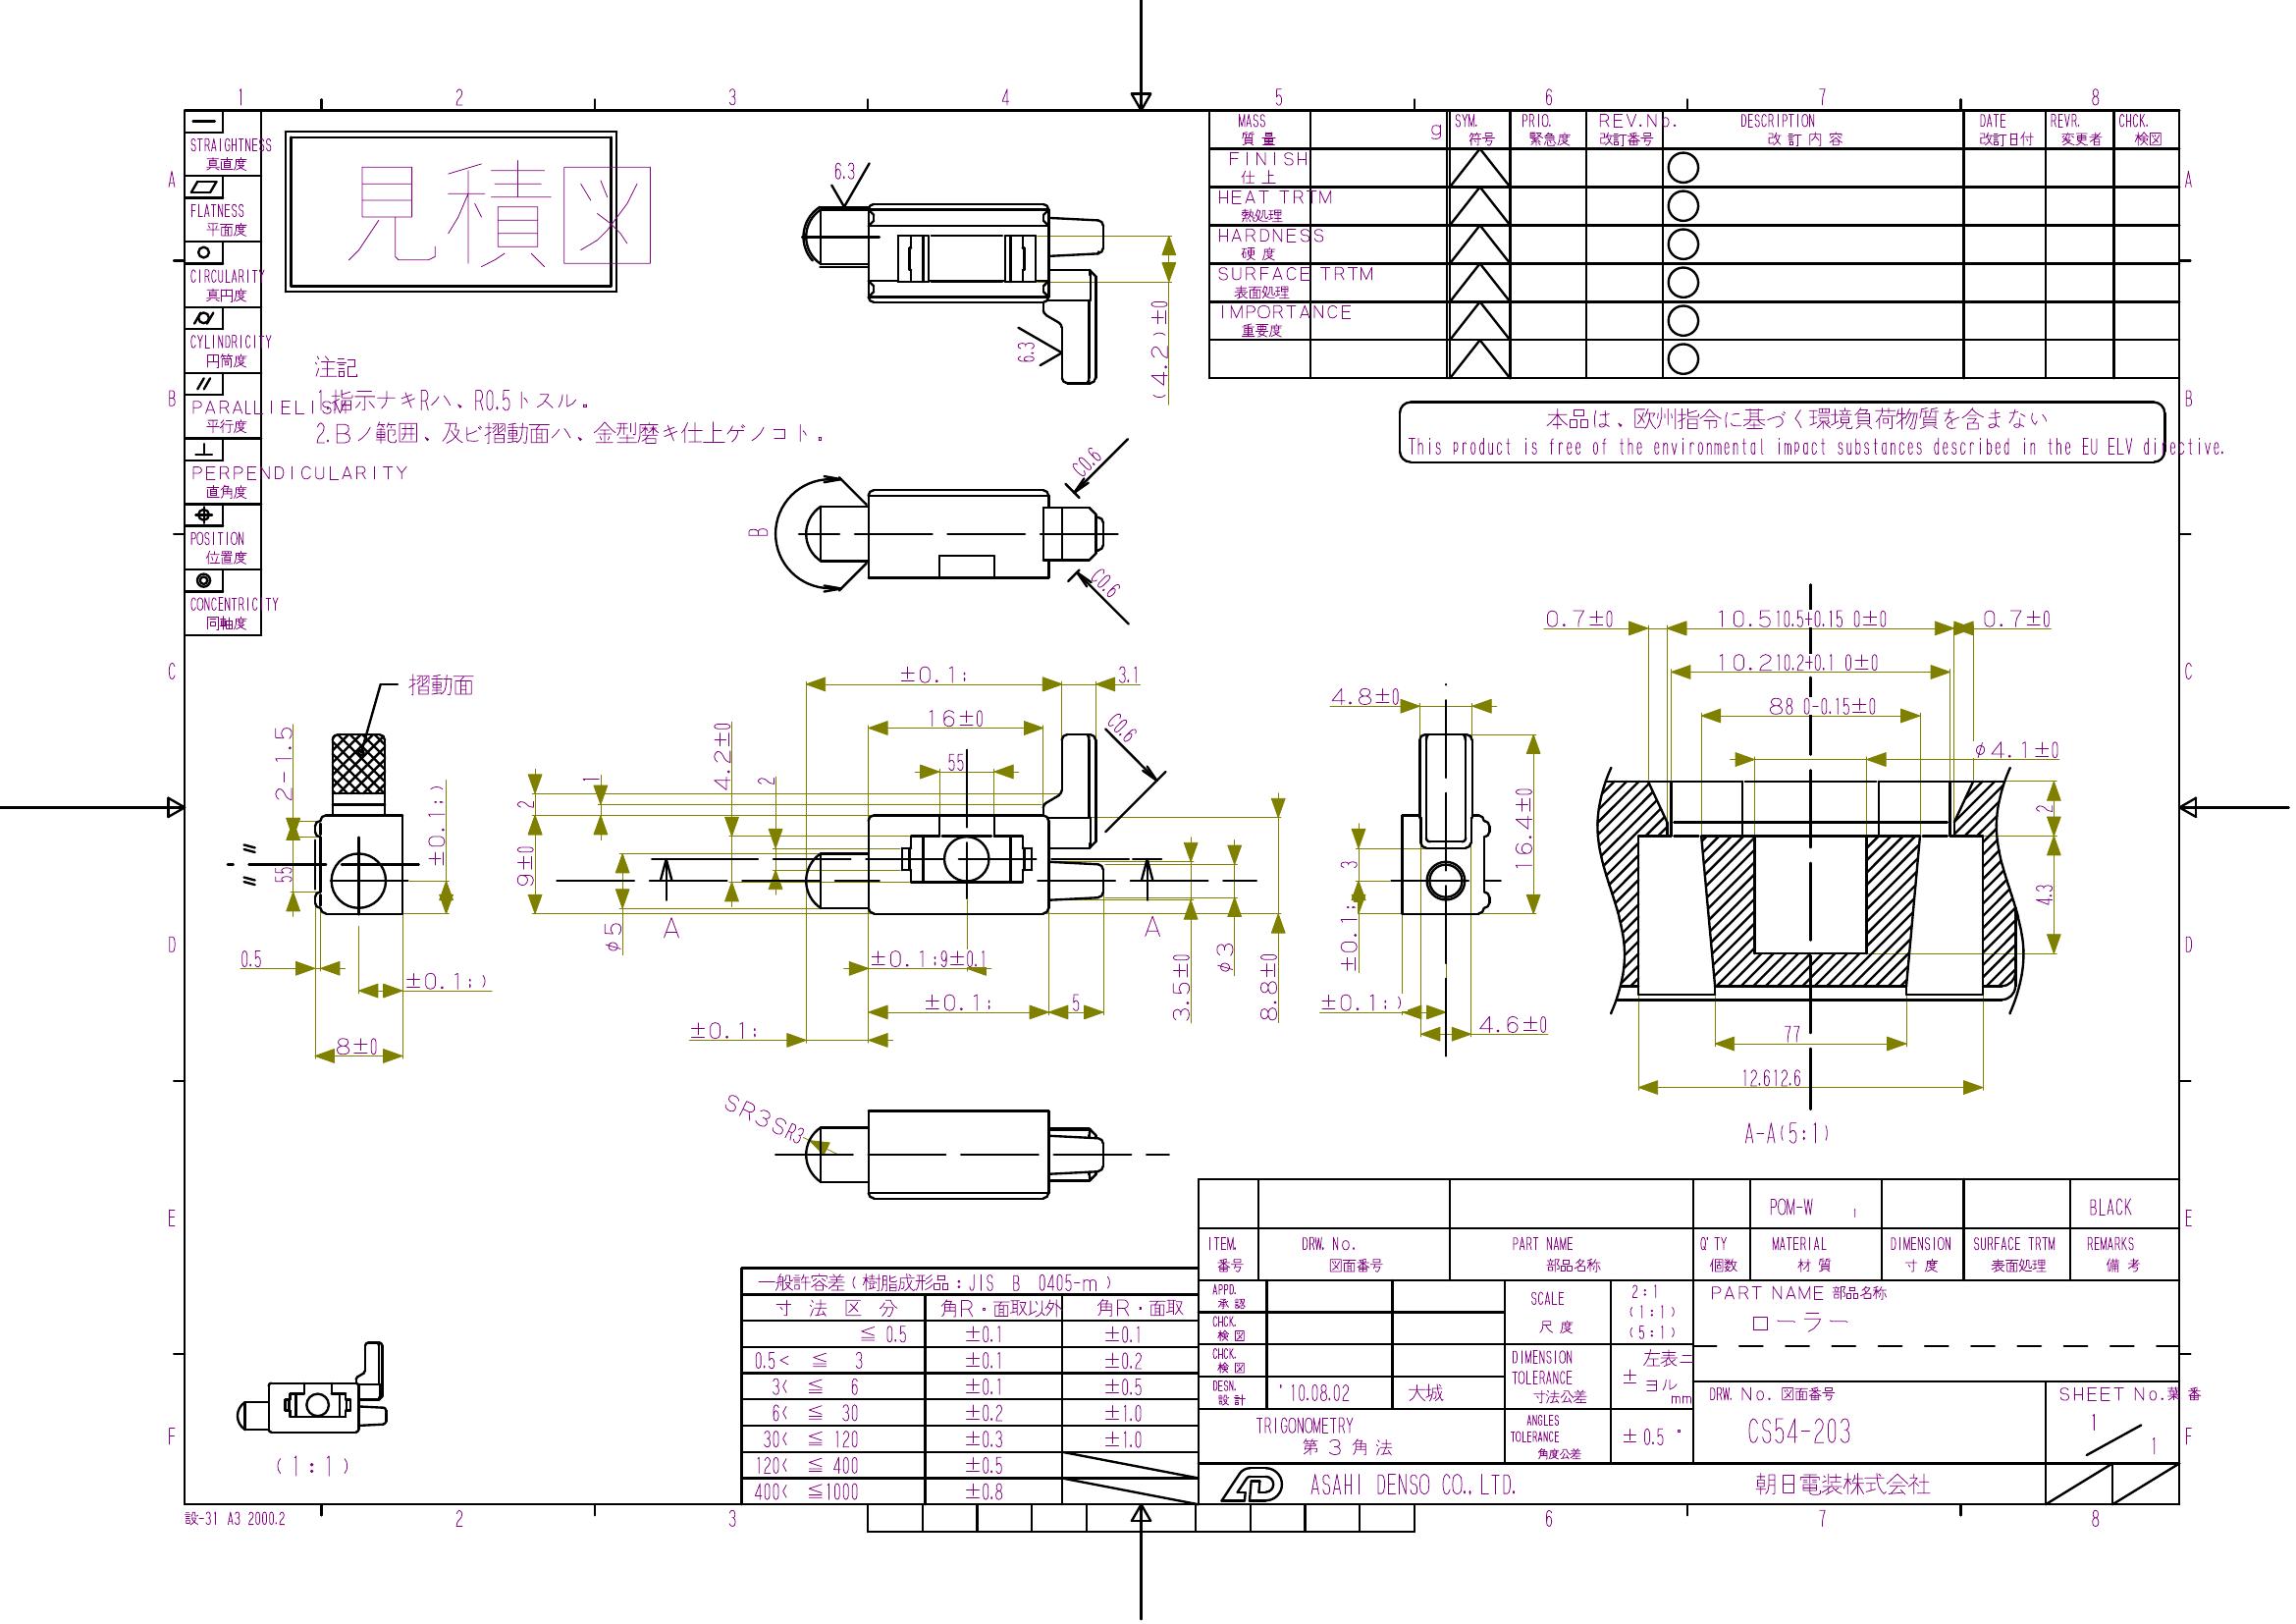 1 2 3 4 5 6 7 8
A
B
C
D
E
F
STRAIGHTNESS
真直度
FLATNESS
平面度
CIRCULARITY
真円度
CYLINDRICITY
円筒度
PARALLIELISM
平行度
PERPENDICULARITY
直角度
POSITION
位置度
CONCENTRICITY
同軸度
見積図
注記
1.指示ナキRハ、R0.5トスル。
2.Bノ範囲、及ビ摺動面ハ、金型磨キ仕上ゲノコト。
6.3
6.3
(4.2)±0
MASS
質量
g
SYM.
符号
PRIO.
緊急度
REV.No.
改訂番号
DESCRIPTION
改訂内容
DATE
改訂日付
REVR.
変更者
CHCK.
検図
FINISH
仕上
HEAT TRTM
熱処理
HARDNESS
硬度
SURFACE TRTM
表面処理
IMPORTANCE
重要度
本品は、欧州指令に基づく環境負荷物質を含まない
This product is free of the environmental impact substances described in the EU ELV directive.
B
C0.6
C0.6
摺動面
2-1.5
55
±0.1:)
0.5
±0.1:)
8±0
±0.1:
3.1
16±0
C0.6
55
4.2±0
2
1
2
9±0
φ5
A
A
±0.1:9±0.1
±0.1:
5
±0.1:
3.5±0
φ3
8.8±0
4.8±0
16.4±0
3
±0.1:
±0.1:)
4.6±0
0.7±0
10.510.5+0.15 0±0
0.7±0
10.210.2+0.1 0±0
88 0-0.15±0
φ4.1±0
2
4.3
77
12.612.6
A-A(5:1)
SR3SR3
(1:1)
一般許容差(樹脂成形品:JIS B 0405-m)
寸法区分 角R・面取以外 角R・面取
≦ 0.5 ±0.1 ±0.1
0.5< ≦ 3 ±0.1 ±0.2
3< ≦ 6 ±0.1 ±0.5
6< ≦ 30 ±0.2 ±1.0
30< ≦ 120 ±0.3 ±1.0
120< ≦ 400 ±0.5
400< ≦1000 ±0.8
POM-W
BLACK
ITEM.
番号
DRW. No.
図面番号
PART NAME
部品名称
Q'TY
個数
MATERIAL
材質
DIMENSION
寸度
SURFACE TRTM
表面処理
REMARKS
備考
APPD.
承認
CHCK.
検図
CHCK.
検図
DESN.
設計
'10.08.02
大城
SCALE
尺度
2:1
(1:1)
(5:1)
DIMENSION
TOLERANCE
寸法公差
±
左表ニ
ヨル
mm
ANGLES
TOLERANCE
角度公差
±0.5°
TRIGONOMETRY
第3角法
PART NAME 部品名称
ローラー
DRW. No. 図面番号
CS54-203
SHEET No.葉番
1
1
ASAHI DENSO CO., LTD.
朝日電装株式会社
設-31 A3 2000.2
2 3 6 7 8
A
B
C
D
E
F